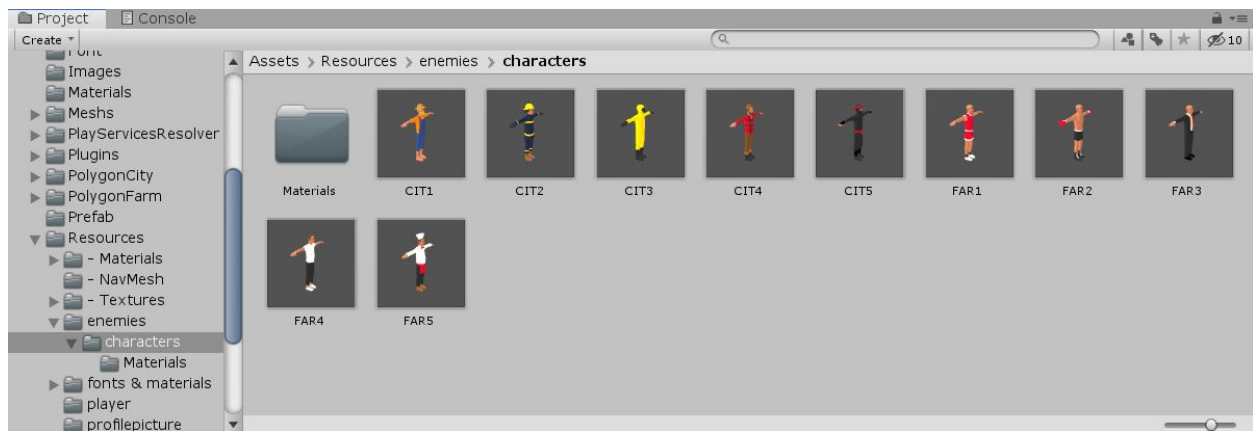 Project
Console
Create
10
Font
Images
Materials
Meshs
PlayServicesResolver
Plugins
PolygonCity
PolygonFarm
Prefab
Resources
- Materials
- NavMesh
- Textures
enemies
characters
Materials
fonts & materials
player
profilepicture
Assets > Resources > enemies > characters
Materials
CIT1
CIT2
CIT3
CIT4
CIT5
FAR1
FAR2
FAR3
FAR4
FAR5